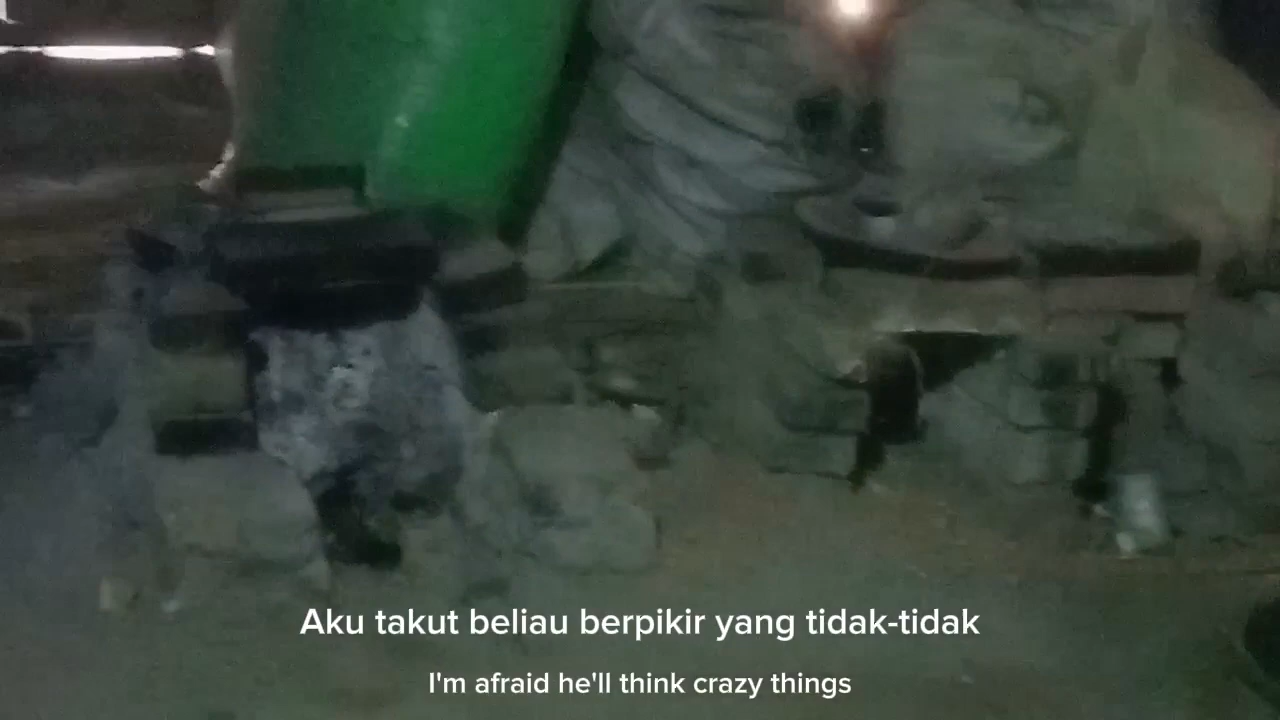 Aku takut beliau berpikir yang tidak-tidak
I'm afraid he'll think crazy things